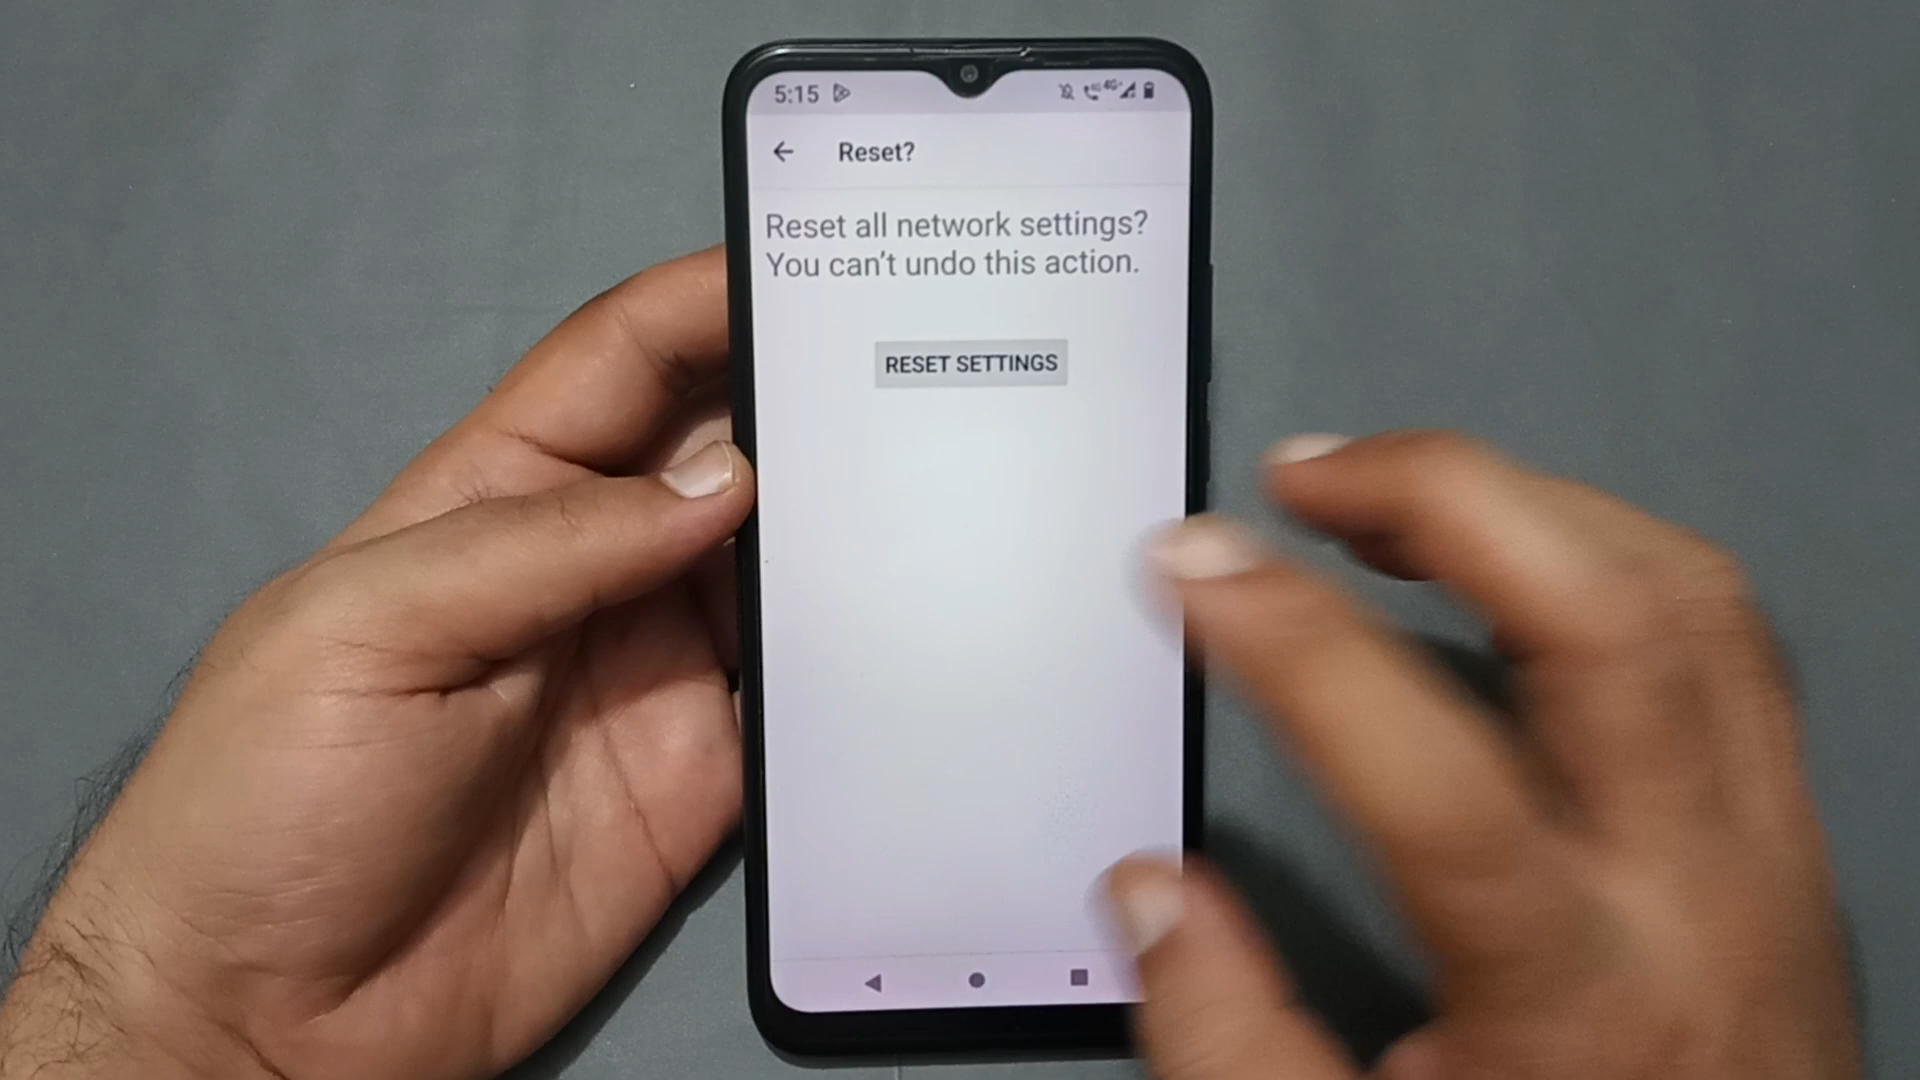 5:15
Reset?
Reset all network settings?
You can't undo this action.
RESET SETTINGS